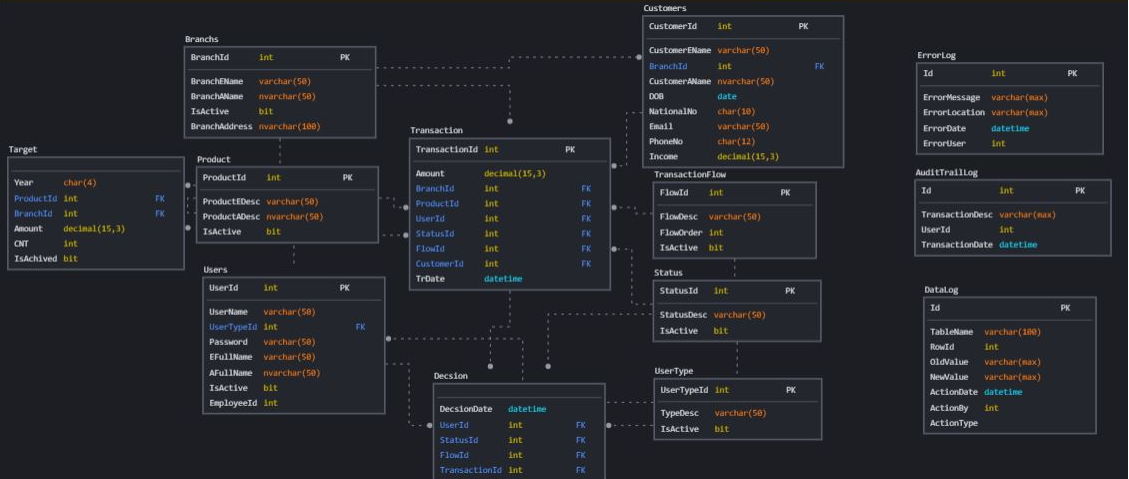 Customers
CustomerId int PK
CustomerEName varchar(50)
BranchId int FK
CustomerAName nvarchar(50)
DOB date
NationalNo char(10)
Email varchar(50)
PhoneNo char(12)
Income decimal(15,3)
Branchs
BranchId int PK
BranchEName varchar(50)
BranchAName nvarchar(50)
IsActive bit
BranchAddress nvarchar(100)
ErrorLog
Id int PK
ErrorMessage varchar(max)
ErrorLocation varchar(max)
ErrorDate datetime
ErrorUser int
Transaction
TransactionId int PK
Amount decimal(15,3)
BranchId int FK
ProductId int FK
UserId int FK
StatusId int FK
FlowId int FK
CustomerId int FK
TrDate datetime
Target
Year char(4)
ProductId int FK
BranchId int FK
Amount decimal(15,3)
CNT int
IsAchived bit
Product
ProductId int PK
ProductEDesc varchar(50)
ProductADesc nvarchar(50)
IsActive bit
TransactionFlow
FlowId int PK
FlowDesc varchar(50)
FlowOrder int
IsActive bit
AuditTrailLog
Id int PK
TransactionDesc varchar(max)
UserId int
TransactionDate datetime
Users
UserId int PK
UserName varchar(50)
UserTypeId int FK
Password varchar(50)
EFullName varchar(50)
AFullName nvarchar(50)
IsActive bit
EmployeeId int
Status
StatusId int PK
StatusDesc varchar(50)
IsActive bit
DataLog
Id PK
TableName varchar(100)
RowId int
OldValue varchar(max)
NewValue varchar(max)
ActionDate datetime
ActionBy int
ActionType
UserType
UserTypeId int PK
TypeDesc varchar(50)
IsActive bit
Decsion
DecsionDate datetime
UserId int FK
StatusId int FK
FlowId int FK
TransactionId int FK